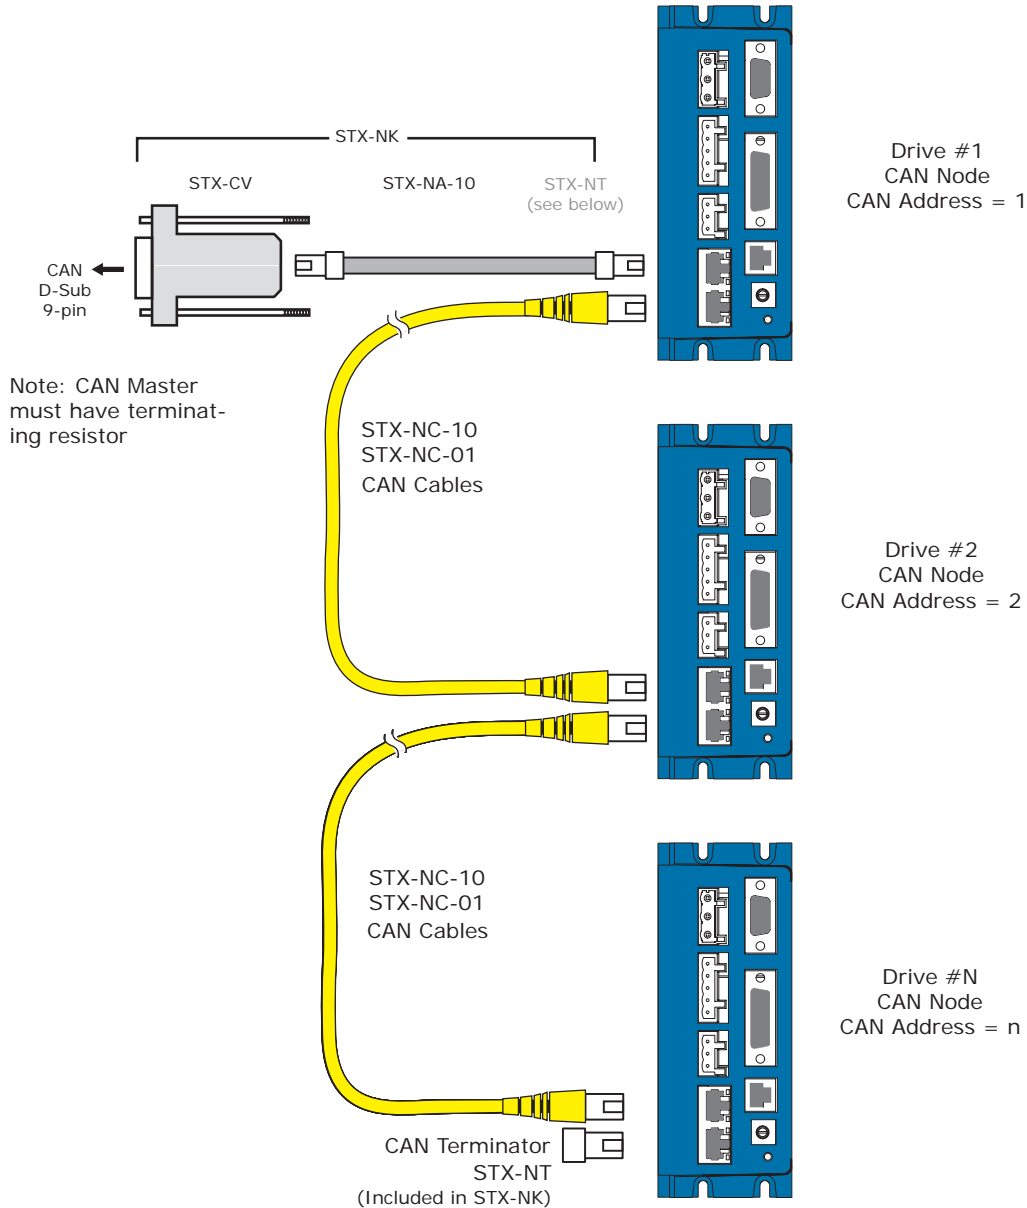 STX-NK
STX-CV
STX-NA-10
STX-NT
(see below)
Drive #1
CAN Node
CAN Address = 1
CAN
D-Sub
9-pin
Note: CAN Master
must have terminat-
ing resistor
STX-NC-10
STX-NC-01
CAN Cables
Drive #2
CAN Node
CAN Address = 2
STX-NC-10
STX-NC-01
CAN Cables
Drive #N
CAN Node
CAN Address = n
CAN Terminator
STX-NT
(Included in STX-NK)